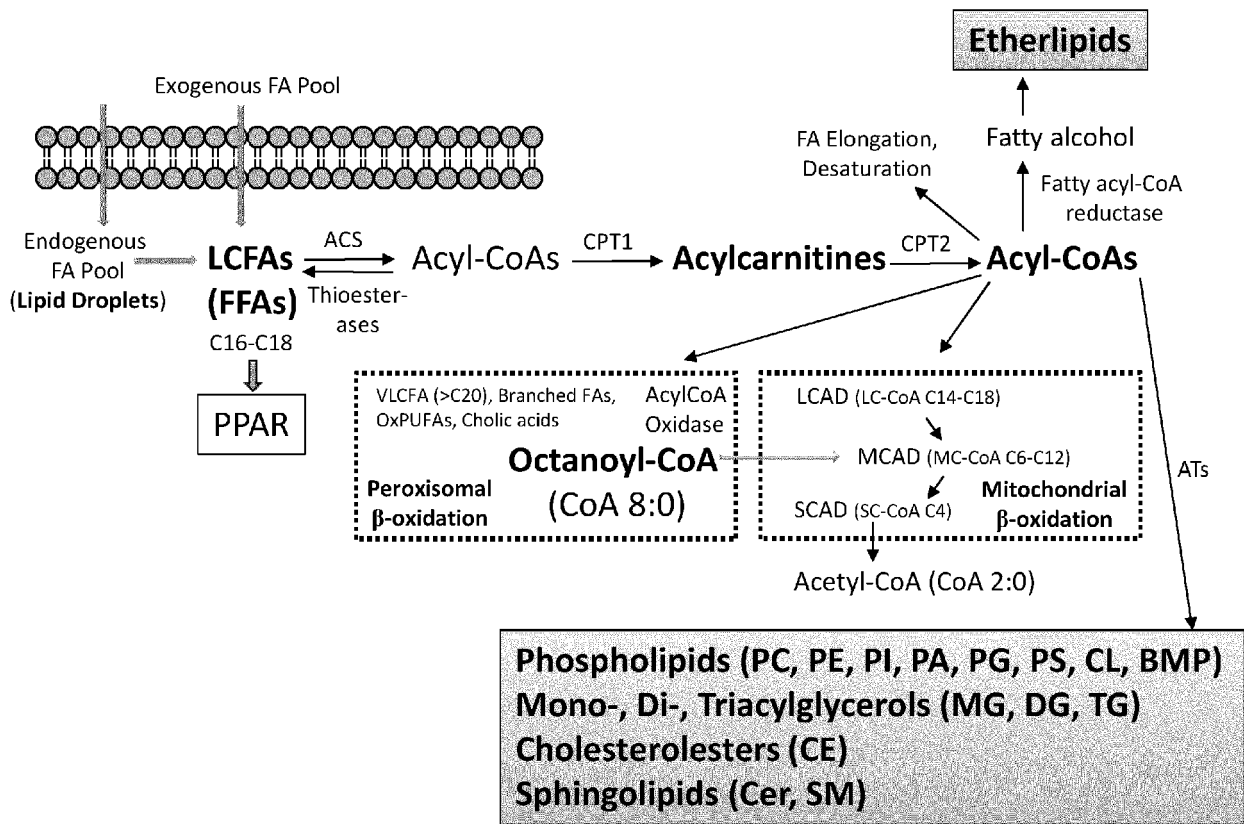 Etherlipids
Exogenous FA Pool
FA Elongation,
Desaturation
Fatty alcohol
Fatty acyl-CoA
reductase
Endogenous
FA Pool
(Lipid Droplets)
LCFAs
(FFAs)
C16-C18
PPAR
ACS
Thioester-
ases
Acyl-CoAs
CPT1
Acylcarnitines
CPT2
Acyl-CoAs
VLCFA (>C20), Branched FAs,
OxPUFAs, Cholic acids
AcylCoA
Oxidase
Octanoyl-CoA
(CoA 8:0)
Peroxisomal
β-oxidation
LCAD (LC-CoA C14-C18)
MCAD (MC-CoA C6-C12)
SCAD (SC-CoA C4)
Mitochondrial
β-oxidation
ATs
Acetyl-CoA (CoA 2:0)
Phospholipids (PC, PE, PI, PA, PG, PS, CL, BMP)
Mono-, Di-, Triacylglycerols (MG, DG, TG)
Cholesterolesters (CE)
Sphingolipids (Cer, SM)